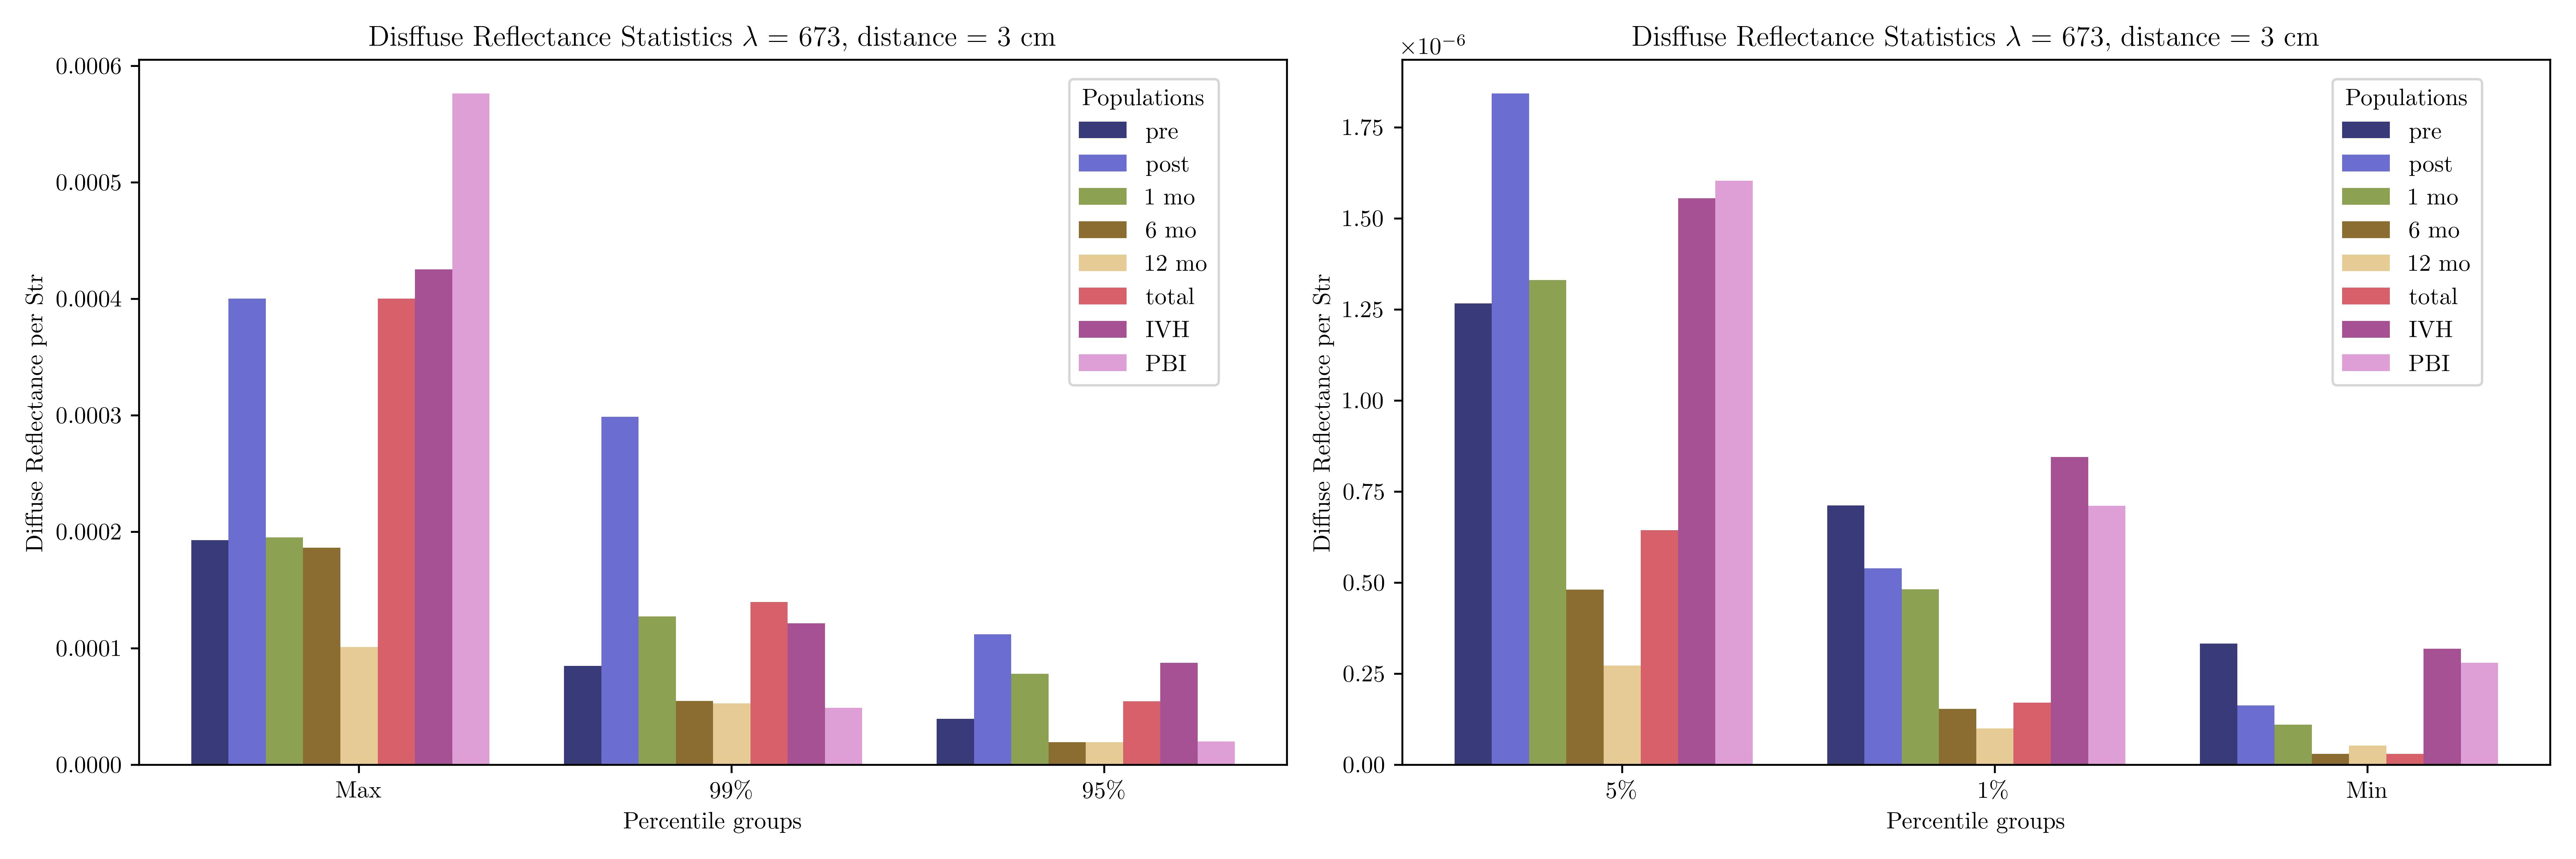 Disffuse Reflectance Statistics λ = 673, distance = 3 cm
0.0006
0.0005
0.0004
0.0003
0.0002
0.0001
0.0000
Diffuse Reflectance per Str
Populations
pre
post
1 mo
6 mo
12 mo
total
IVH
PBI
Max
99%
95%
Percentile groups
Disffuse Reflectance Statistics λ = 673, distance = 3 cm
×10⁻⁶
1.75
1.50
1.25
1.00
0.75
0.50
0.25
0.00
Diffuse Reflectance per Str
Populations
pre
post
1 mo
6 mo
12 mo
total
IVH
PBI
5%
1%
Min
Percentile groups